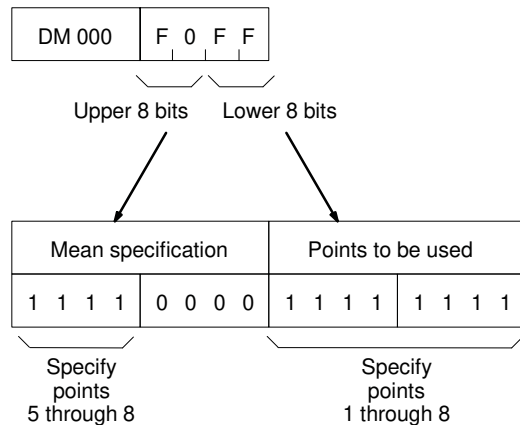 DM 000 F 0 F F
Upper 8 bits Lower 8 bits
Mean specification Points to be used
1 1 1 1 0 0 0 0 1 1 1 1 1 1 1 1
Specify Specify
points points
5 through 8 1 through 8